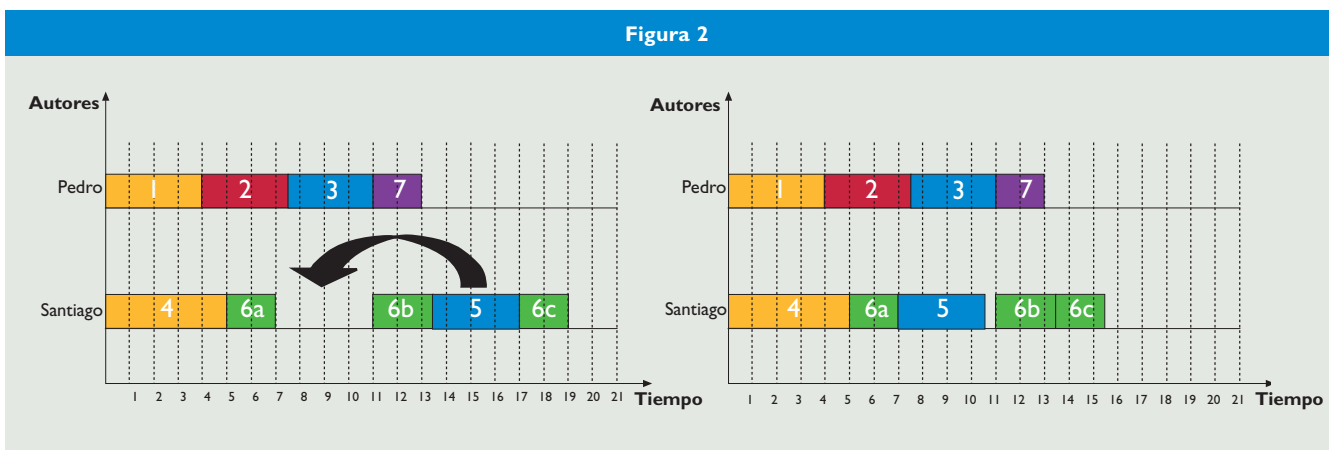 Figura 2
Autores
Pedro 1 2 3 7
Santiago 4 6a 6b 5 6c
1 2 3 4 5 6 7 8 9 10 11 12 13 14 15 16 17 18 19 20 21 Tiempo
Autores
Pedro 1 2 3 7
Santiago 4 6a 5 6b 6c
1 2 3 4 5 6 7 8 9 10 11 12 13 14 15 16 17 18 19 20 21 Tiempo